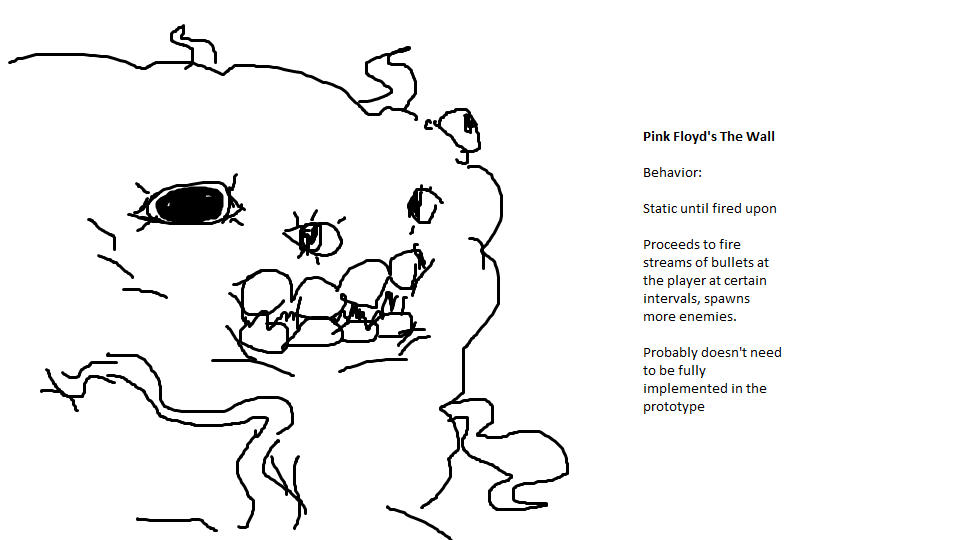 Pink Floyd's The Wall
Behavior:
Static until fired upon
Proceeds to fire
streams of bullets at
the player at certain
intervals, spawns
more enemies.
Probably doesn't need
to be fully
implemented in the
prototype